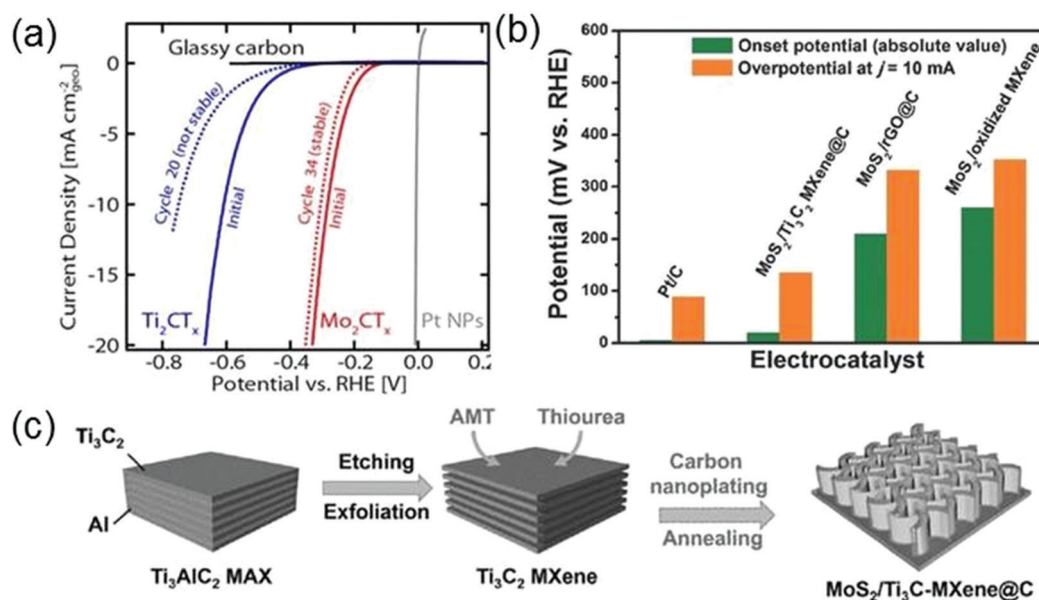 (a)
5
0
-5
-10
-15
-20
Current Density [mA cm⁻²geo]
Glassy carbon
Cycle 20 (not stable)
Initial
Cycle 34 (stable)
Initial
Ti₂CTₓ
Mo₂CTₓ
Pt NPs
-0.8
-0.6
-0.4
-0.2
0.0
0.2
Potential vs. RHE [V]
(b)
600
500
400
300
200
100
0
Potential (mV vs. RHE)
Onset potential (absolute value)
Overpotential at j = 10 mA
Pt/C
MoS₂/Ti₃C₂ MXene@C
MoS₂/rGO@C
MoS₂/oxidized MXene
Electrocatalyst
(c)
Ti₃C₂
Al
Ti₃AlC₂ MAX
Etching
Exfoliation
AMT
Thiourea
Ti₃C₂ MXene
Carbon
nanoplating
Annealing
MoS₂/Ti₃C-MXene@C